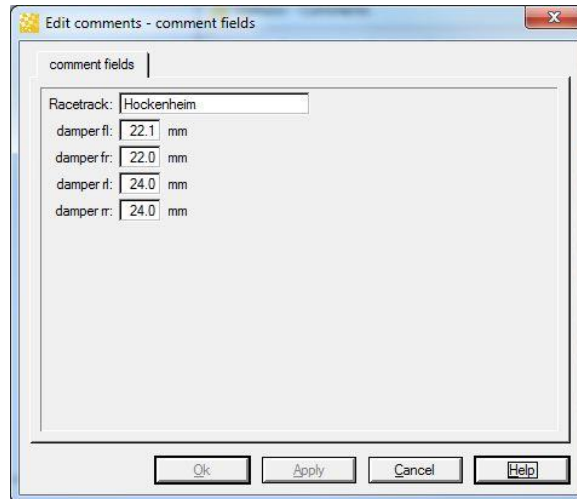 Edit comments - comment fields
comment fields
Racetrack: Hockenheim
damper fl: 22.1 mm
damper fr: 22.0 mm
damper rl: 24.0 mm
damper rr: 24.0 mm
Ok Apply Cancel Help